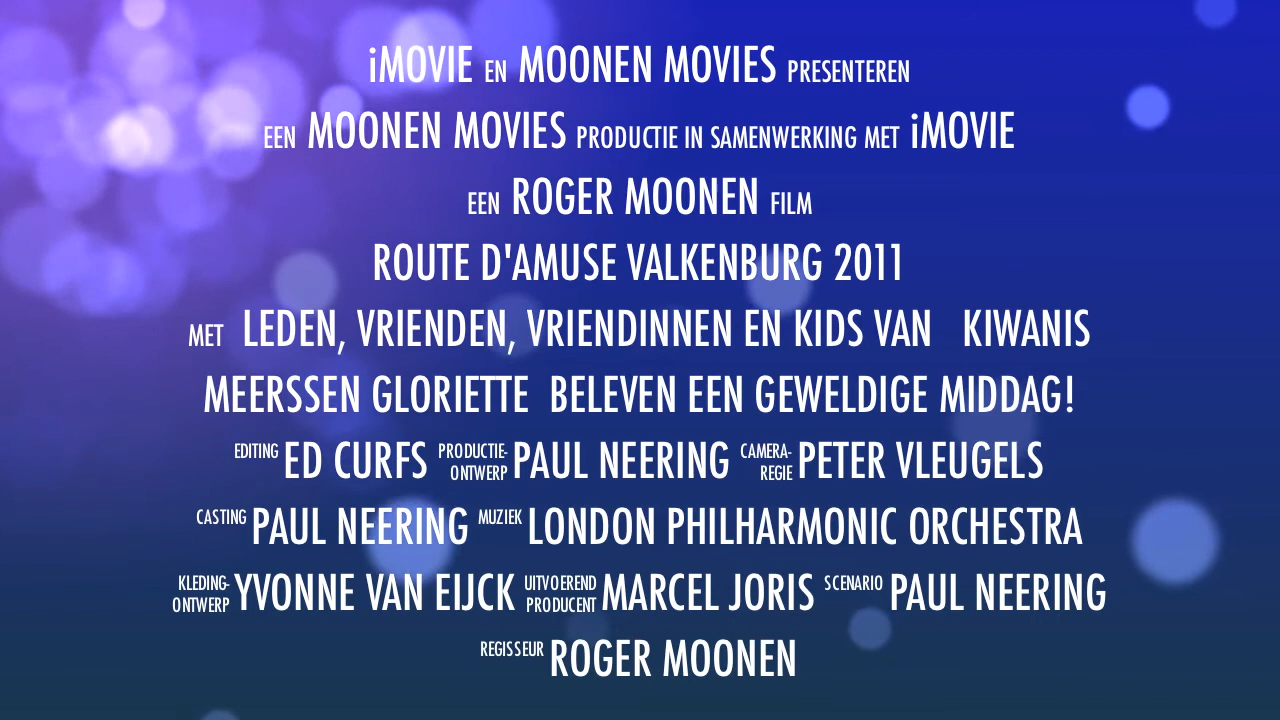 iMOVIE EN MOONEN MOVIES PRESENTEREN
EEN MOONEN MOVIES PRODUCTIE IN SAMENWERKING MET iMOVIE
EEN ROGER MOONEN FILM
ROUTE D'AMUSE VALKENBURG 2011
MET LEDEN, VRIENDEN, VRIENDINNEN EN KIDS VAN KIWANIS
MEERSSEN GLORIETTE BELEVEN EEN GEWELDIGE MIDDAG!
EDITING ED CURFS PRODUCTIE-ONTWERP PAUL NEERING CAMERA-REGIE PETER VLEUGELS
CASTING PAUL NEERING MUZIEK LONDON PHILHARMONIC ORCHESTRA
KLEDING-ONTWERP YVONNE VAN EIJCK UITVOEREND PRODUCENT MARCEL JORIS SCENARIO PAUL NEERING
REGISSEUR ROGER MOONEN